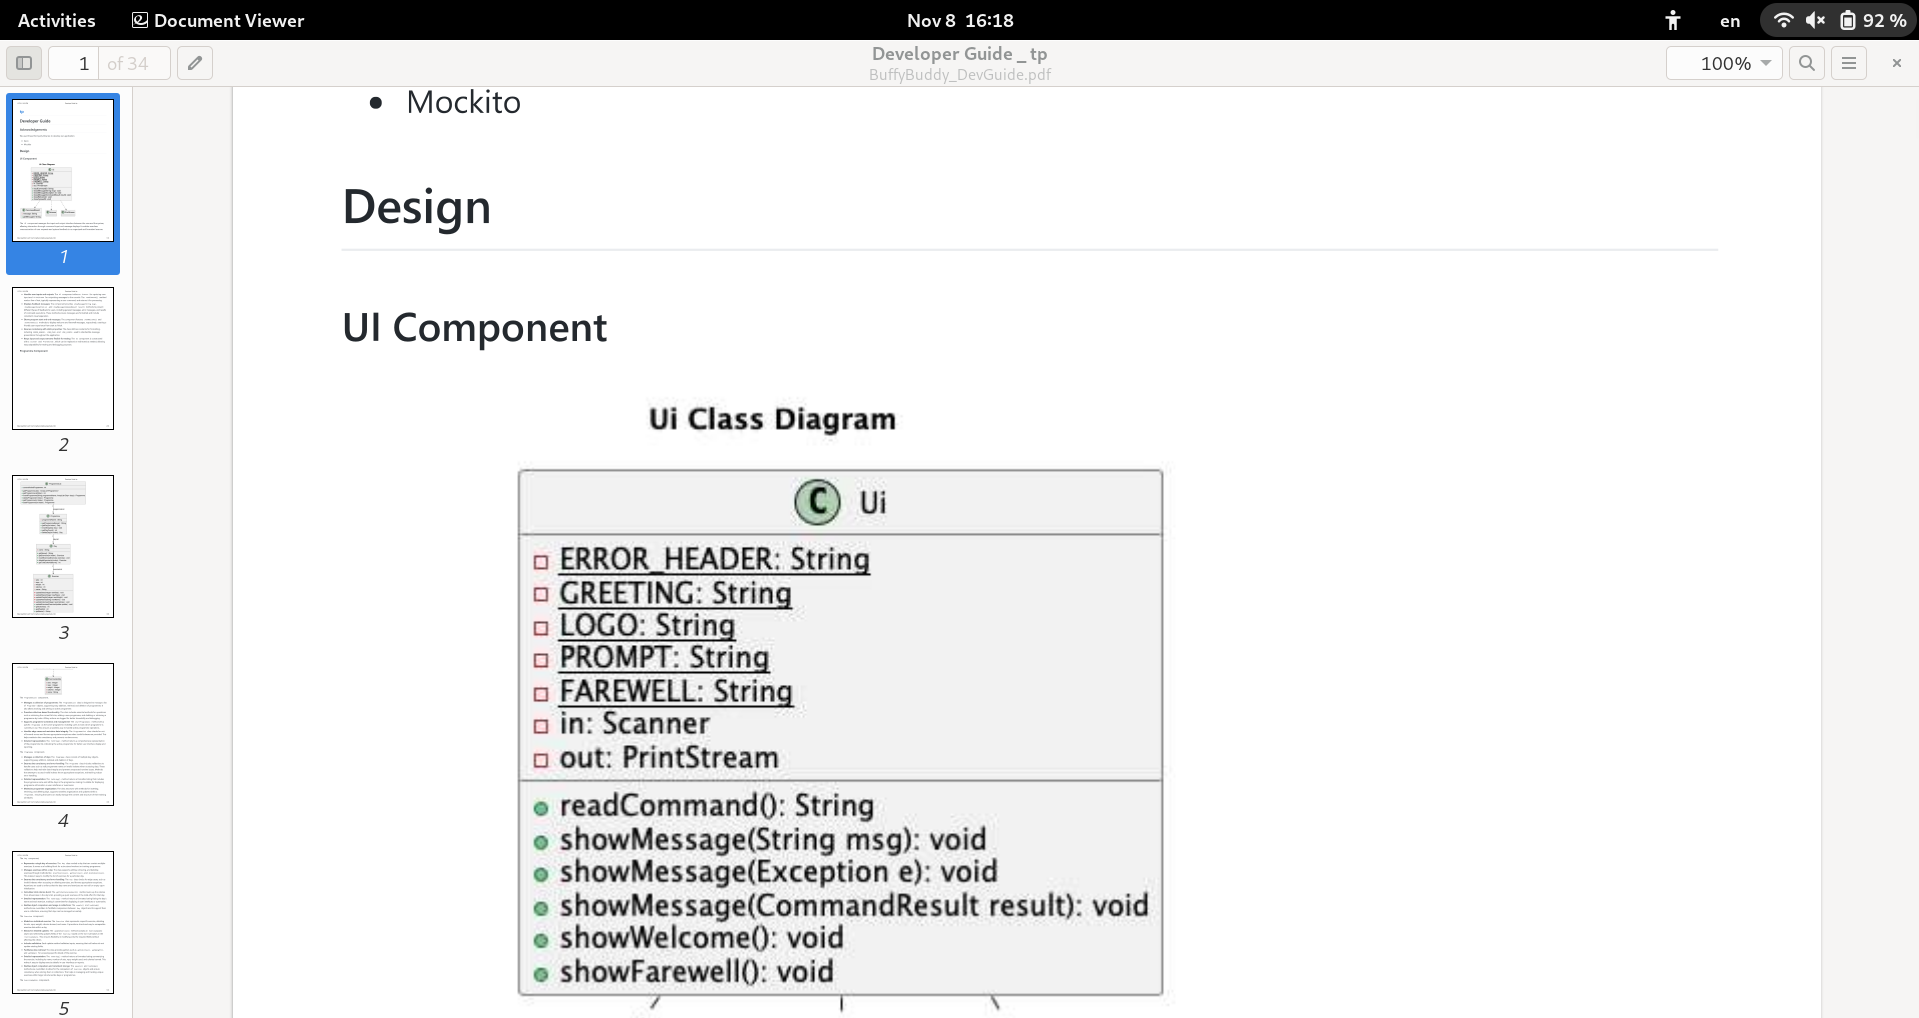 Activities
Document Viewer
Nov 8 16:18
en
92 %
1
of 34
Developer Guide _ tp
BuffyBuddy_DevGuide.pdf
100%
1
2
3
4
5
Mockito
Design
UI Component
Ui Class Diagram
C Ui
ERROR_HEADER: String
GREETING: String
LOGO: String
PROMPT: String
FAREWELL: String
in: Scanner
out: PrintStream
readCommand(): String
showMessage(String msg): void
showMessage(Exception e): void
showMessage(CommandResult result): void
showWelcome(): void
showFarewell(): void